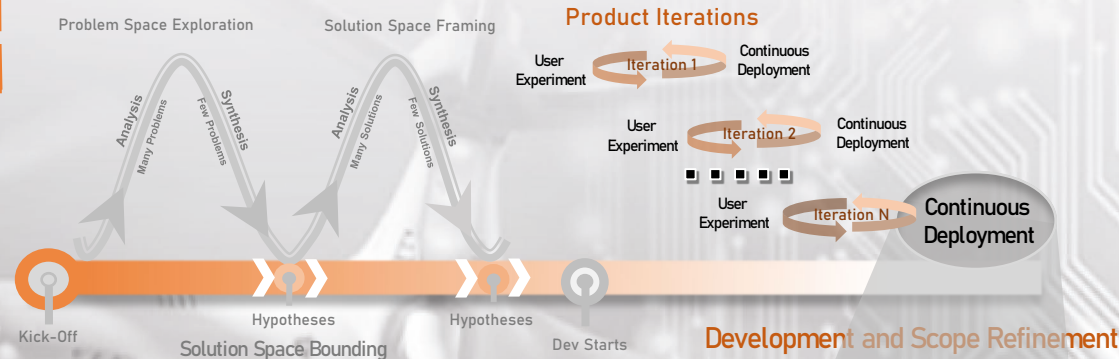 Problem Space Exploration
Solution Space Framing
Product Iterations
Analysis
Many Problems
Synthesis
Few Problems
Analysis
Many Solutions
Synthesis
Few Solutions
User
Experiment
Iteration 1
Continuous
Deployment
User
Experiment
Iteration 2
Continuous
Deployment
User
Experiment
Iteration N
Continuous
Deployment
Kick-Off
Hypotheses
Hypotheses
Dev Starts
Solution Space Bounding
Development and Scope Refinement